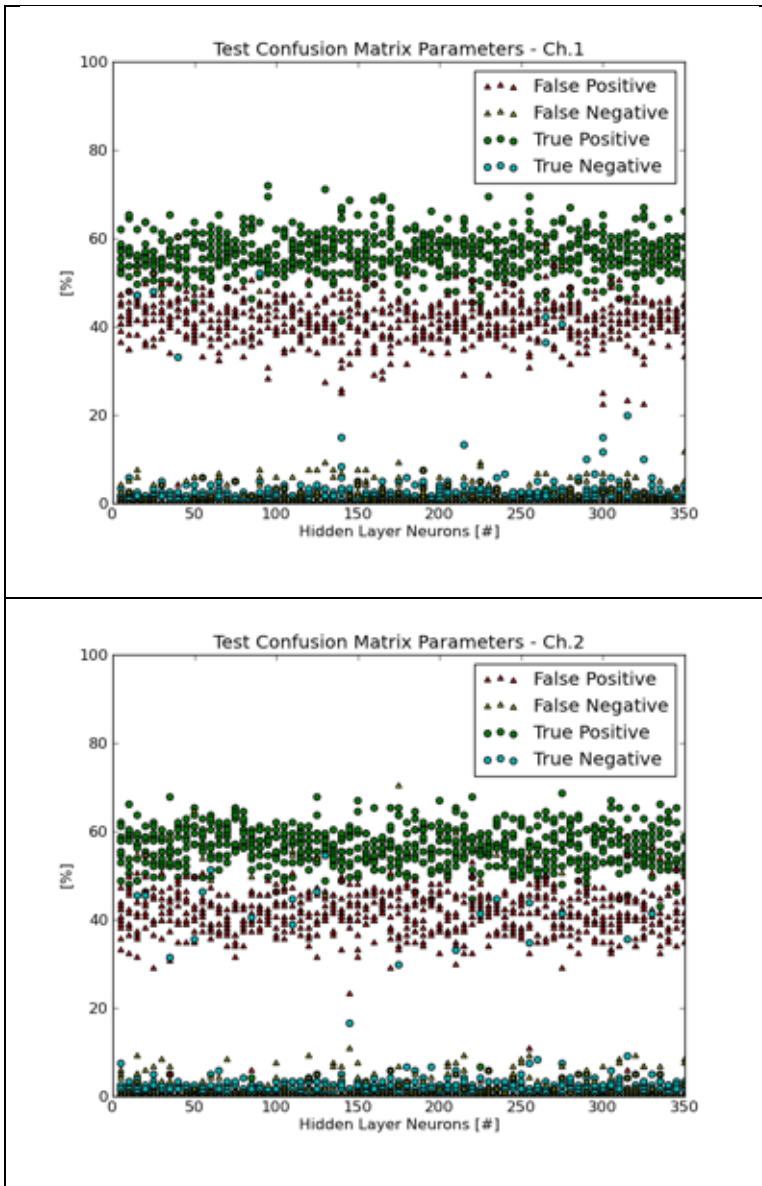 Test Confusion Matrix Parameters - Ch.1
100
80
60
40
20
0
[%]
False Positive
False Negative
True Positive
True Negative
0 50 100 150 200 250 300 350
Hidden Layer Neurons [#]
Test Confusion Matrix Parameters - Ch.2
100
80
60
40
20
0
[%]
False Positive
False Negative
True Positive
True Negative
0 50 100 150 200 250 300 350
Hidden Layer Neurons [#]